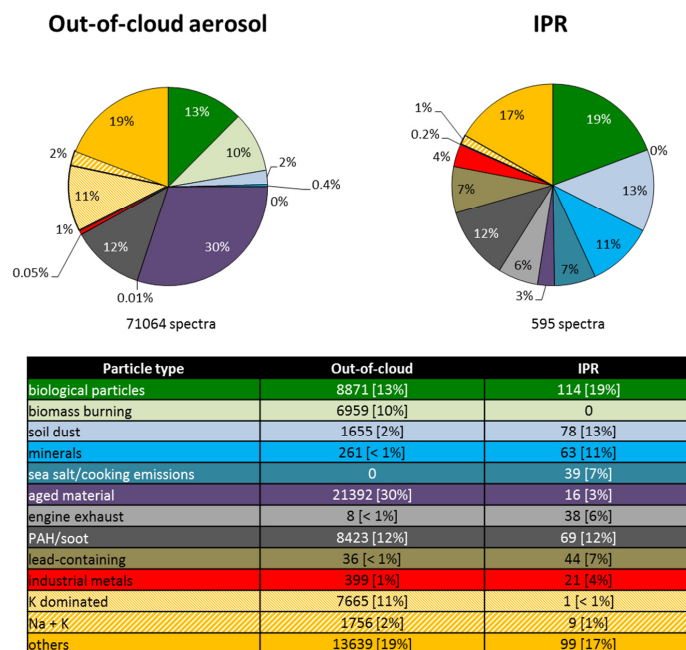 Out-of-cloud aerosol
IPR
13%
10%
2%
0.4%
0%
30%
0.01%
12%
0.05%
1%
11%
2%
19%
71064 spectra
19%
0%
13%
11%
7%
3%
6%
12%
7%
4%
0.2%
1%
17%
595 spectra
Particle type Out-of-cloud IPR
biological particles 8871 [13%] 114 [19%]
biomass burning 6959 [10%] 0
soil dust 1655 [2%] 78 [13%]
minerals 261 [< 1%] 63 [11%]
sea salt/cooking emissions 0 39 [7%]
aged material 21392 [30%] 16 [3%]
engine exhaust 8 [< 1%] 38 [6%]
PAH/soot 8423 [12%] 69 [12%]
lead-containing 36 [< 1%] 44 [7%]
industrial metals 399 [1%] 21 [4%]
K dominated 7665 [11%] 1 [< 1%]
Na + K 1756 [2%] 9 [1%]
others 13639 [19%] 99 [17%]